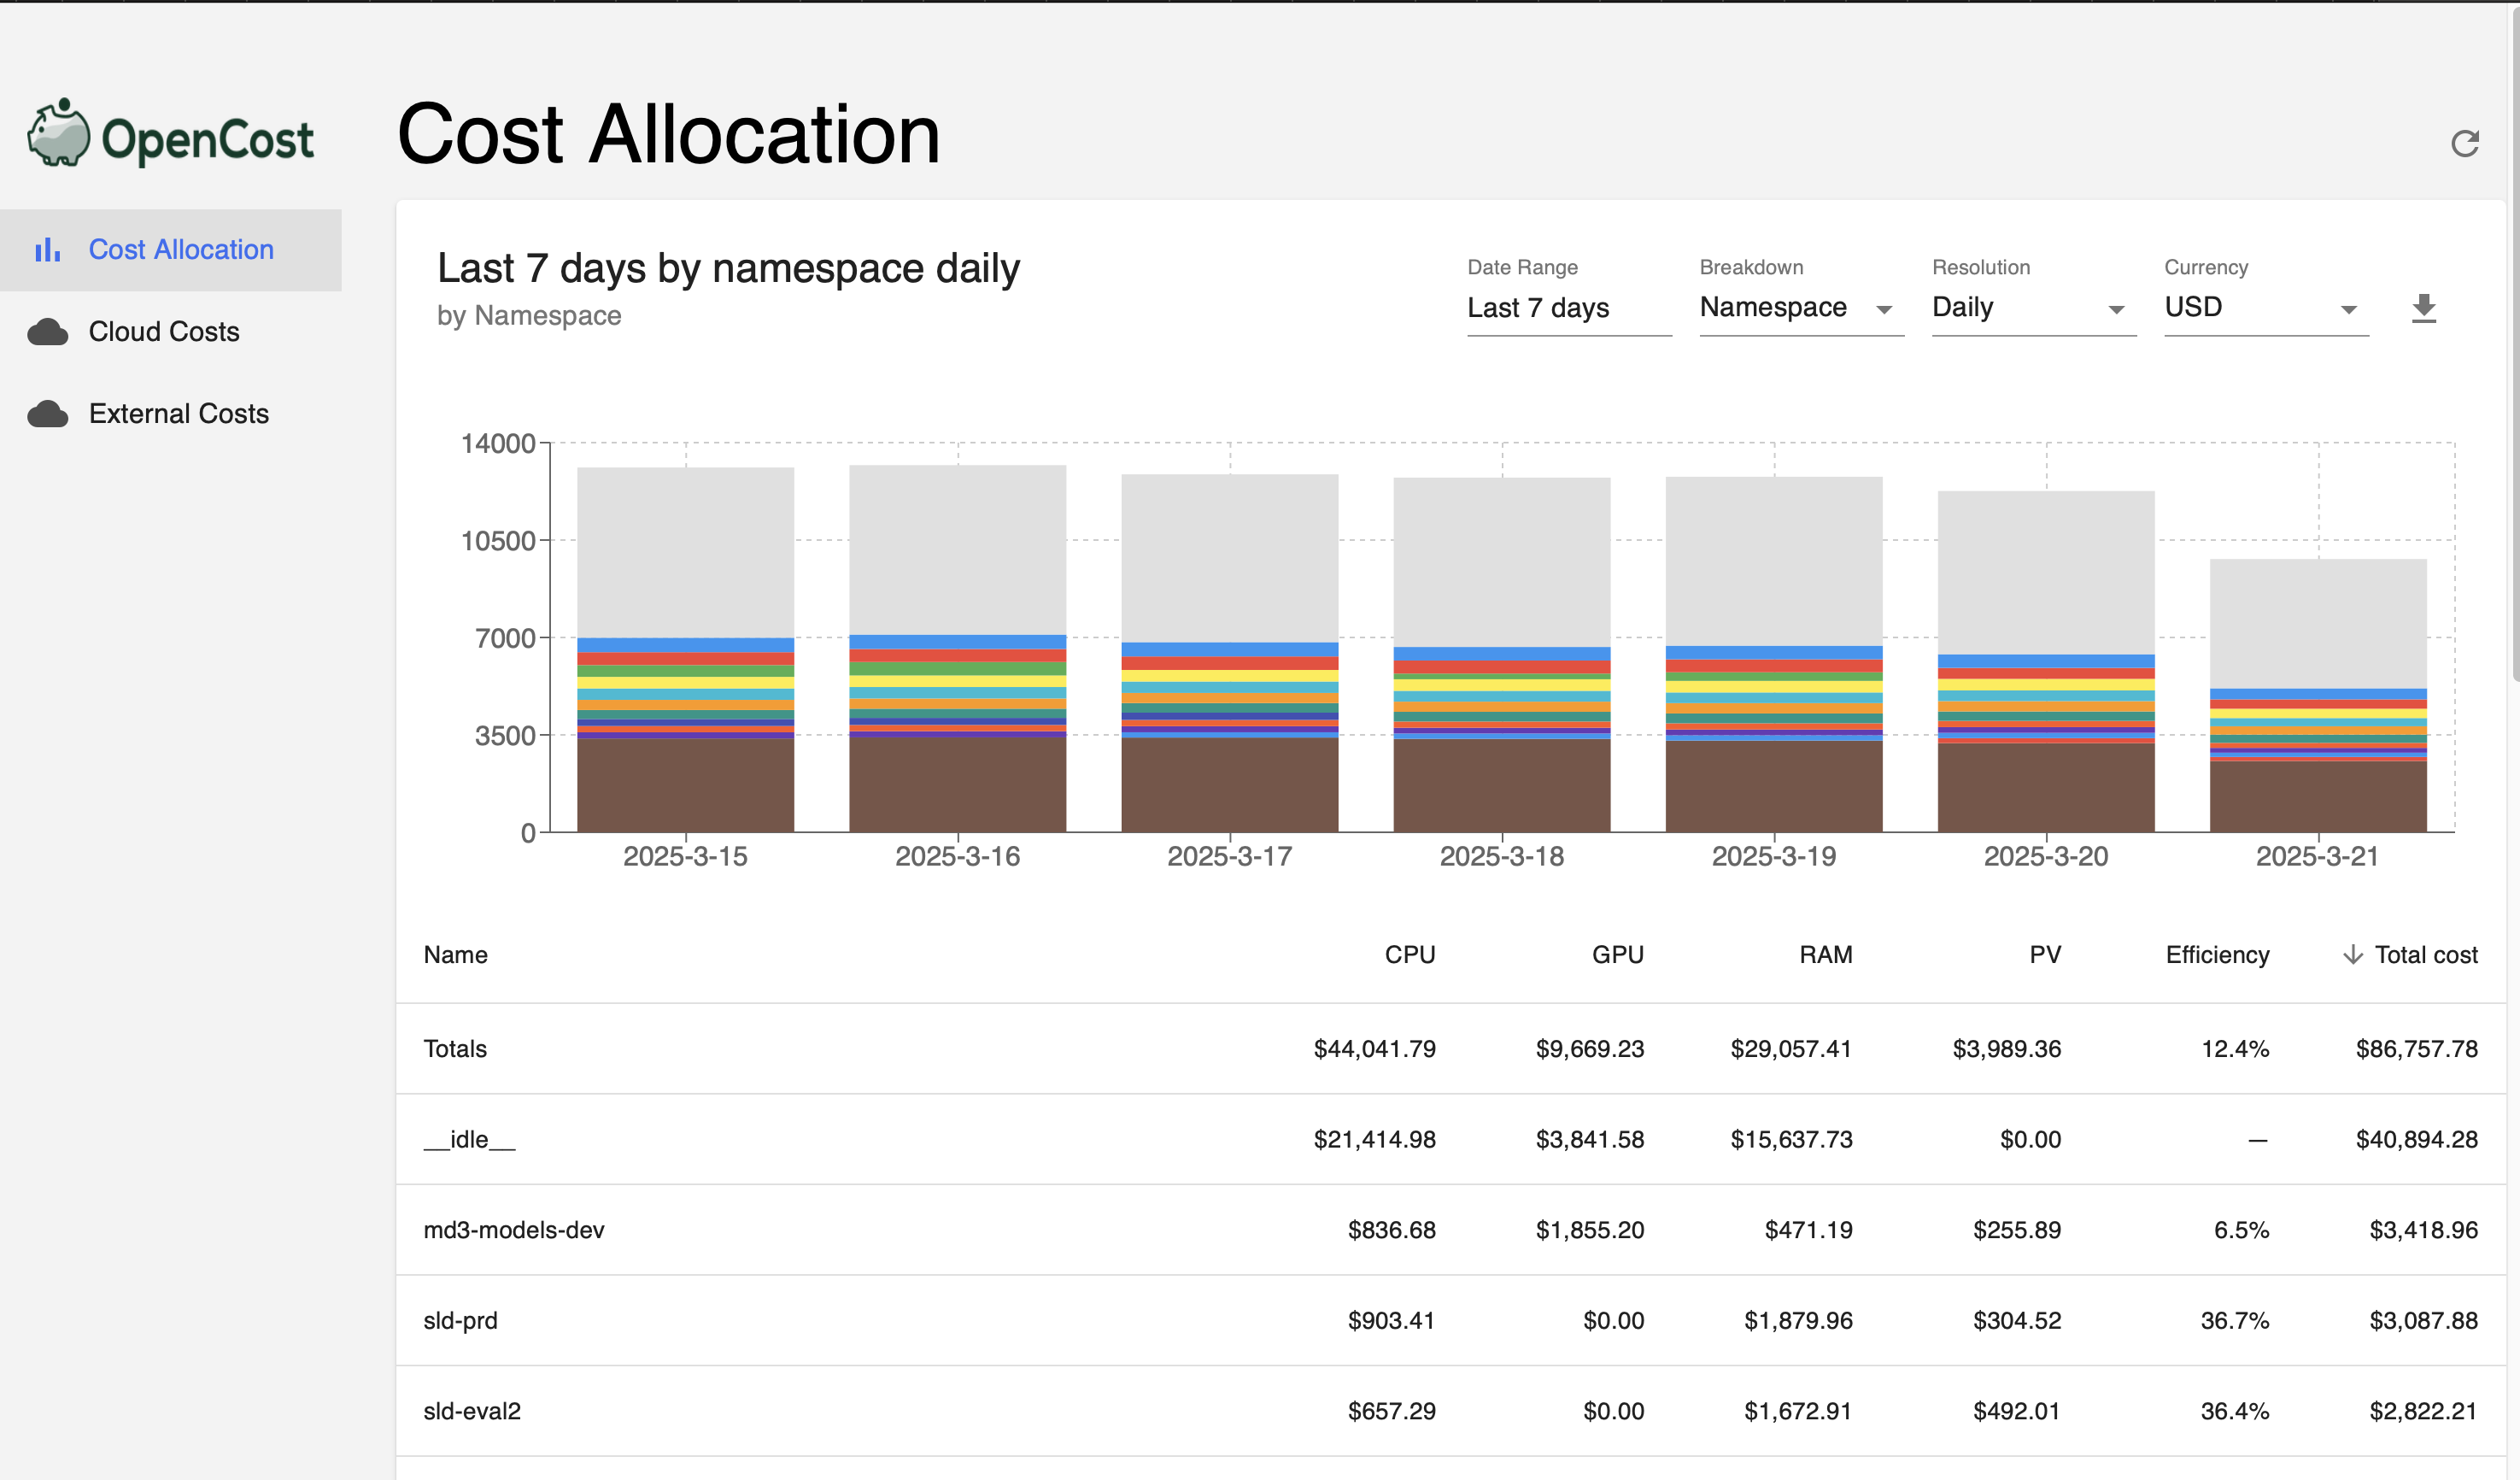 OpenCost
Cost Allocation
Cost Allocation
Cloud Costs
External Costs
Last 7 days by namespace daily
by Namespace
Date Range
Last 7 days
Breakdown
Namespace
Resolution
Daily
Currency
USD
14000
10500
7000
3500
0
2025-3-15 2025-3-16 2025-3-17 2025-3-18 2025-3-19 2025-3-20 2025-3-21
Name CPU GPU RAM PV Efficiency Total cost
Totals $44,041.79 $9,669.23 $29,057.41 $3,989.36 12.4% $86,757.78
__idle__ $21,414.98 $3,841.58 $15,637.73 $0.00 — $40,894.28
md3-models-dev $836.68 $1,855.20 $471.19 $255.89 6.5% $3,418.96
sld-prd $903.41 $0.00 $1,879.96 $304.52 36.7% $3,087.88
sld-eval2 $657.29 $0.00 $1,672.91 $492.01 36.4% $2,822.21